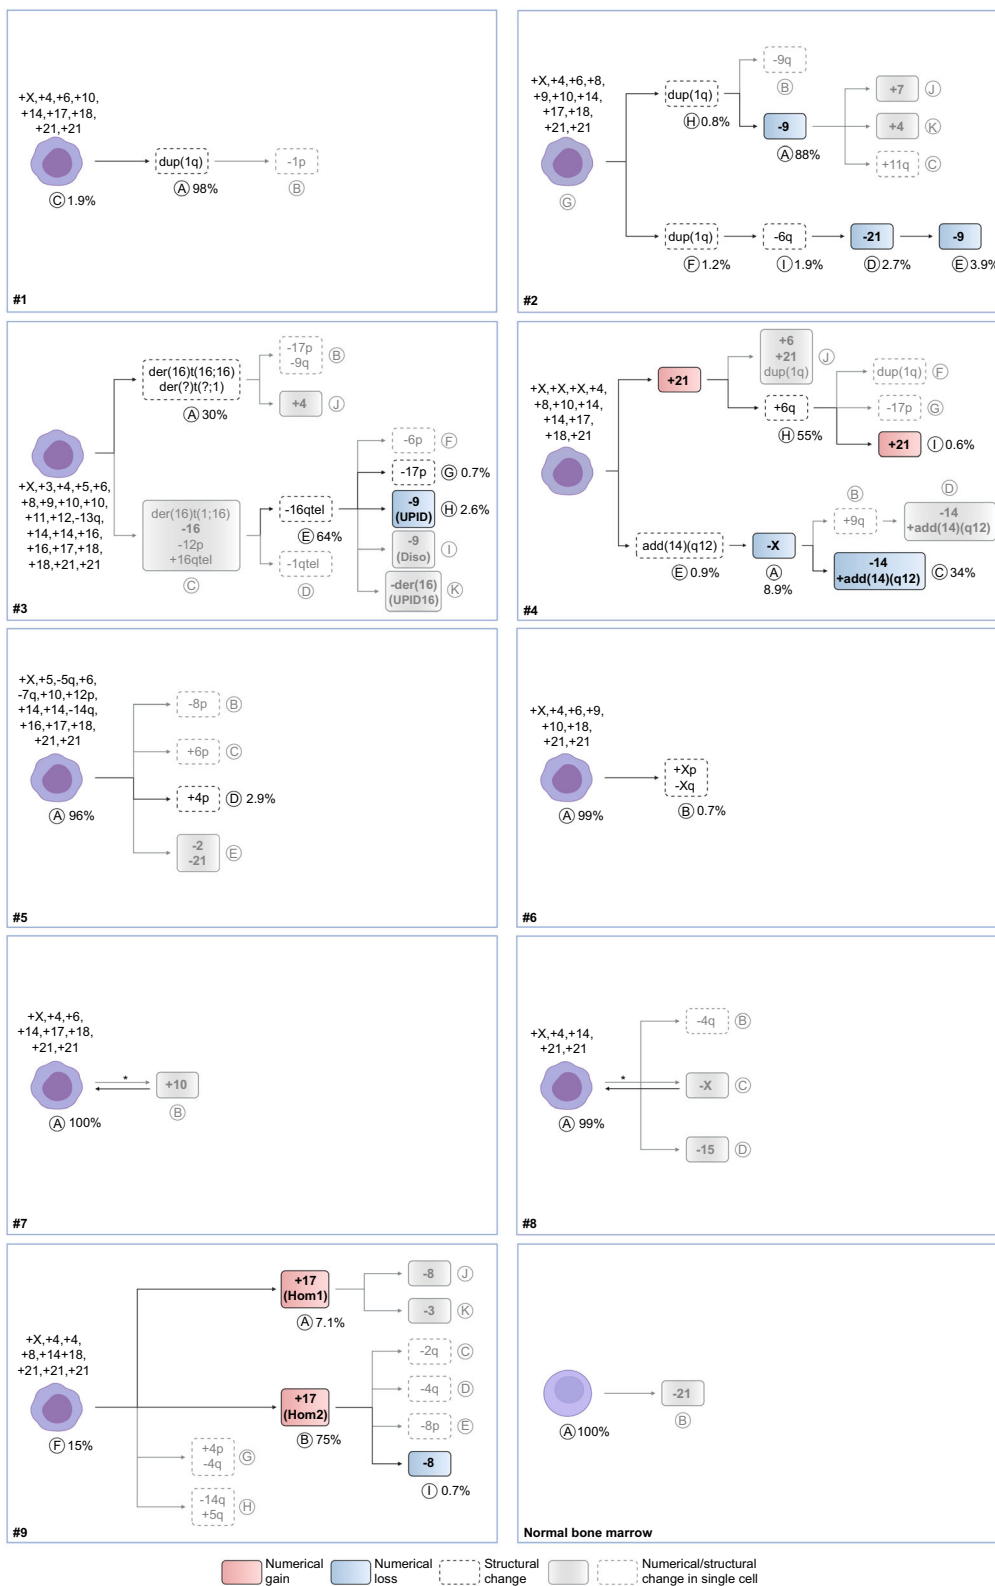 +X,+4,+6,+10,
+14,+17,+18,
+21,+21
C 1.9%
dup(1q)
A 98%
-1p
B
#1
+X,+4,+6,+8,
+9,+10,+14,
+17,+18,
+21,+21
G
dup(1q)
H 0.8%
-9q
B
-9
A 88%
+7
J
+4
K
+11q
C
dup(1q)
F 1.2%
-6q
I 1.9%
-21
D 2.7%
-9
E 3.9%
#2
der(16)t(16;16)
der(?)t(?;1)
A 30%
-17p
-9q
B
+4
J
+X,+3,+4,+5,+6,
+8,+9,+10,+10,
+11,+12,-13q,
+14,+14,+16,
+16,+17,+18,
+18,+21,+21
der(16)t(1;16)
-16
-12p
+16qtel
C
-16qtel
E 64%
-1qtel
D
-6p
F
-17p
G 0.7%
-9
(UPID)
H 2.6%
-9
(Diso)
I
-der(16)
(UPID16)
K
#3
+X,+X,+X,+4,
+8,+10,+14,
+14,+17,
+18,+21
+21
+6
+21
dup(1q)
J
+6q
H 55%
dup(1q)
F
-17p
G
+21
I 0.6%
add(14)(q12)
E 0.9%
-X
A
8.9%
B
+9q
D
-14
+add(14)(q12)
-14
+add(14)(q12)
C 34%
#4
+X,+5,-5q,+6,
-7q,+10,+12p,
+14,+14,-14q,
+16,+17,+18,
+21,+21
A 96%
-8p
B
+6p
C
+4p
D 2.9%
-2
-21
E
#5
+X,+4,+6,+9,
+10,+18,
+21,+21
A 99%
+Xp
-Xq
B 0.7%
#6
+X,+4,+6,
+14,+17,+18,
+21,+21
A 100%
*
+10
B
#7
+X,+4,+14,
+21,+21
A 99%
*
-4q
B
-X
C
-15
D
#8
+X,+4,+4,
+8,+14+18,
+21,+21,+21
F 15%
+17
(Hom1)
A 7.1%
-8
J
-3
K
+17
(Hom2)
B 75%
-2q
C
-4q
D
-8p
E
-8
I 0.7%
+4p
-4q
G
-14q
+5q
H
#9
A 100%
-21
B
Normal bone marrow
Numerical
gain
Numerical
loss
Structural
change
Numerical/structural
change in single cell